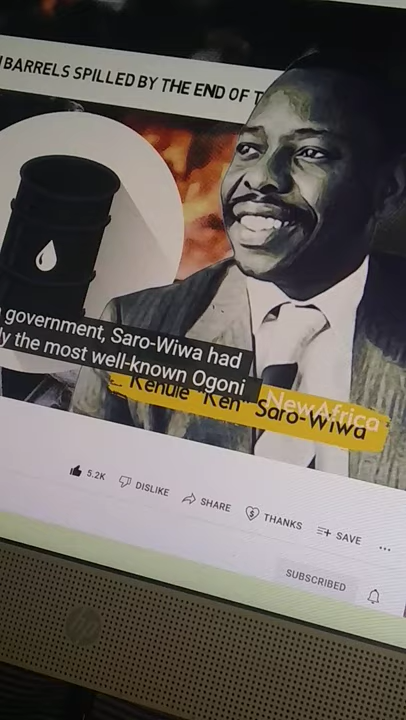 BARRELS SPILLED BY THE END OF T
government, Saro-Wiwa had
y the most well-known Ogoni
NewAfrica
Kenule "Ken" Saro-Wiwa
5.2K
DISLIKE
SHARE
THANKS
SAVE
SUBSCRIBED
hp